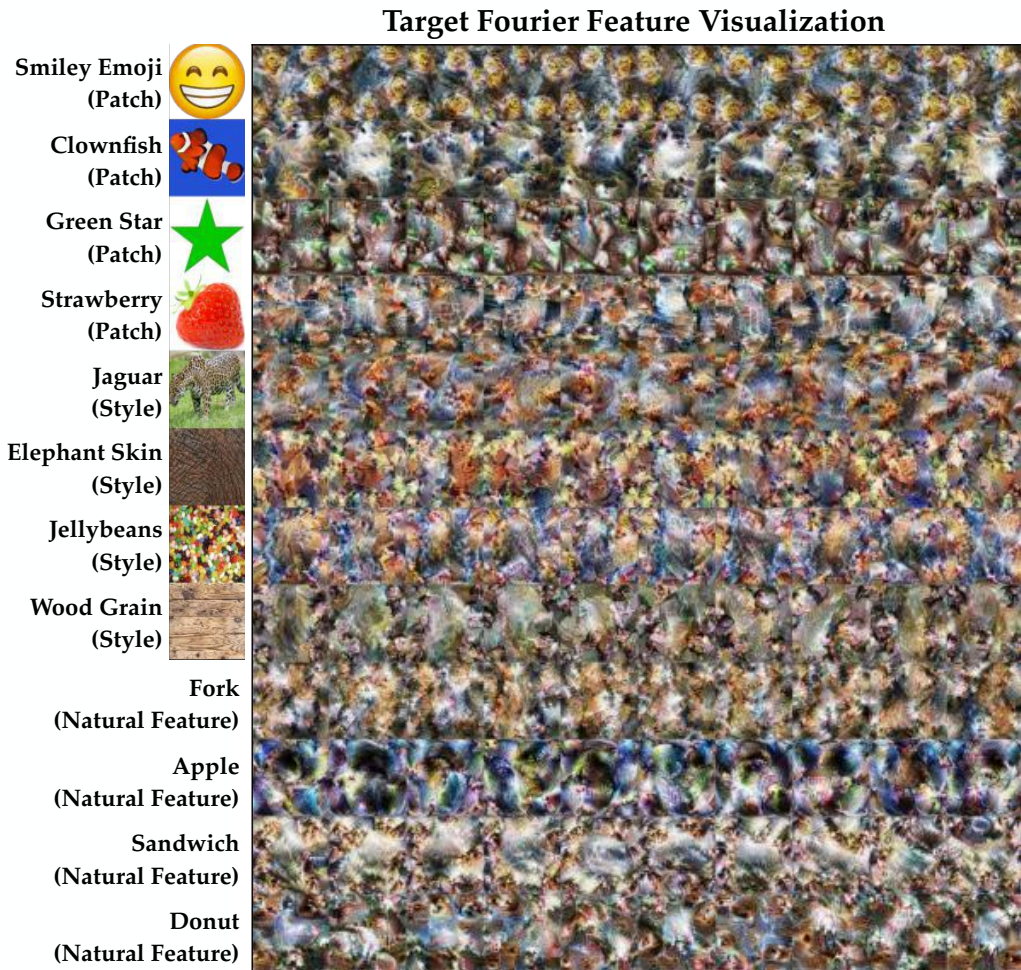 Target Fourier Feature Visualization
Smiley Emoji
(Patch)
Clownfish
(Patch)
Green Star
(Patch)
Strawberry
(Patch)
Jaguar
(Style)
Elephant Skin
(Style)
Jellybeans
(Style)
Wood Grain
(Style)
Fork
(Natural Feature)
Apple
(Natural Feature)
Sandwich
(Natural Feature)
Donut
(Natural Feature)